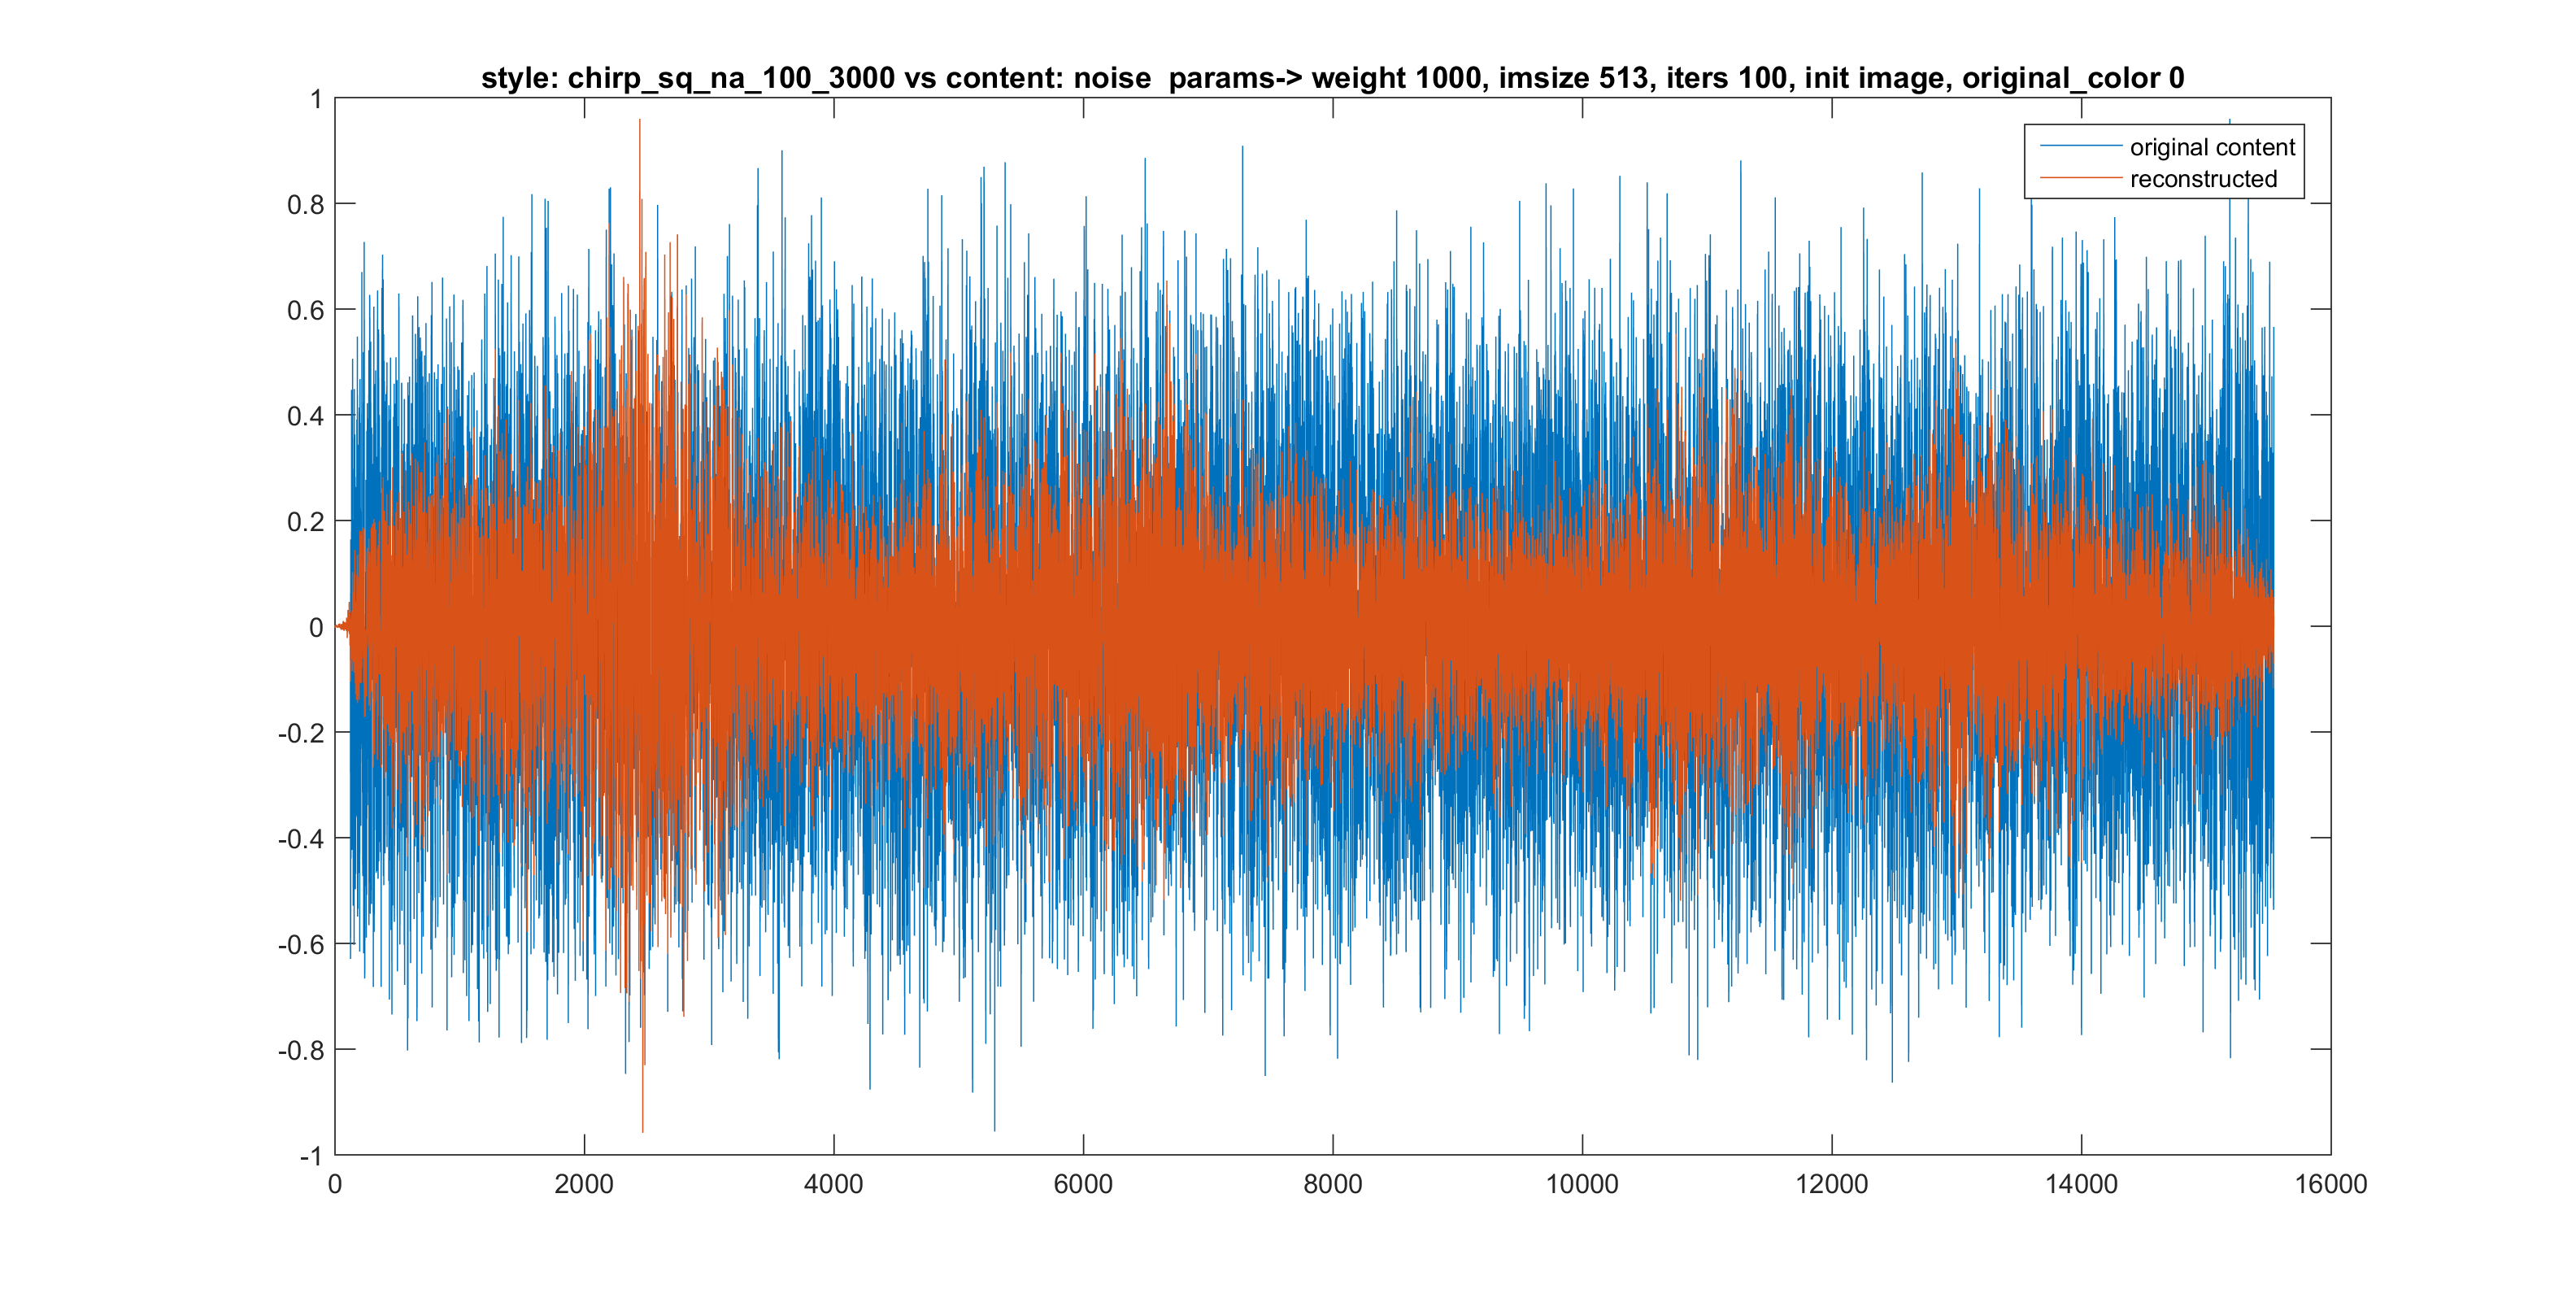 style: chirp_sq_na_100_3000 vs content: noise  params-> weight 1000, imsize 513, iters 100, init image, original_color 0
1
original content
reconstructed
0.8
0.6
0.4
0.2
0
-0.2
-0.4
-0.6
-0.8
-1
0 2000 4000 6000 8000 10000 12000 14000 16000